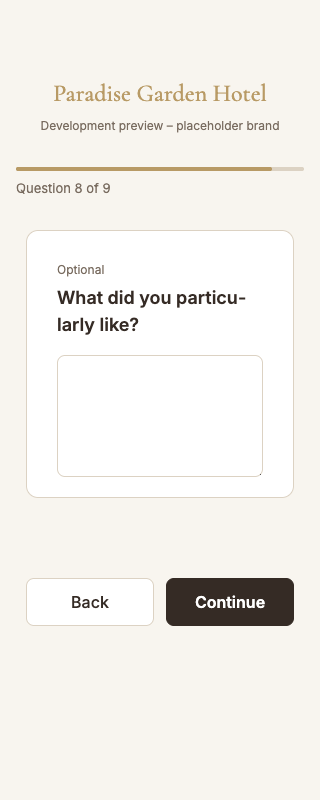 Paradise Garden Hotel
Development preview – placeholder brand
Question 8 of 9
Optional
What did you particu-
larly like?
Back
Continue